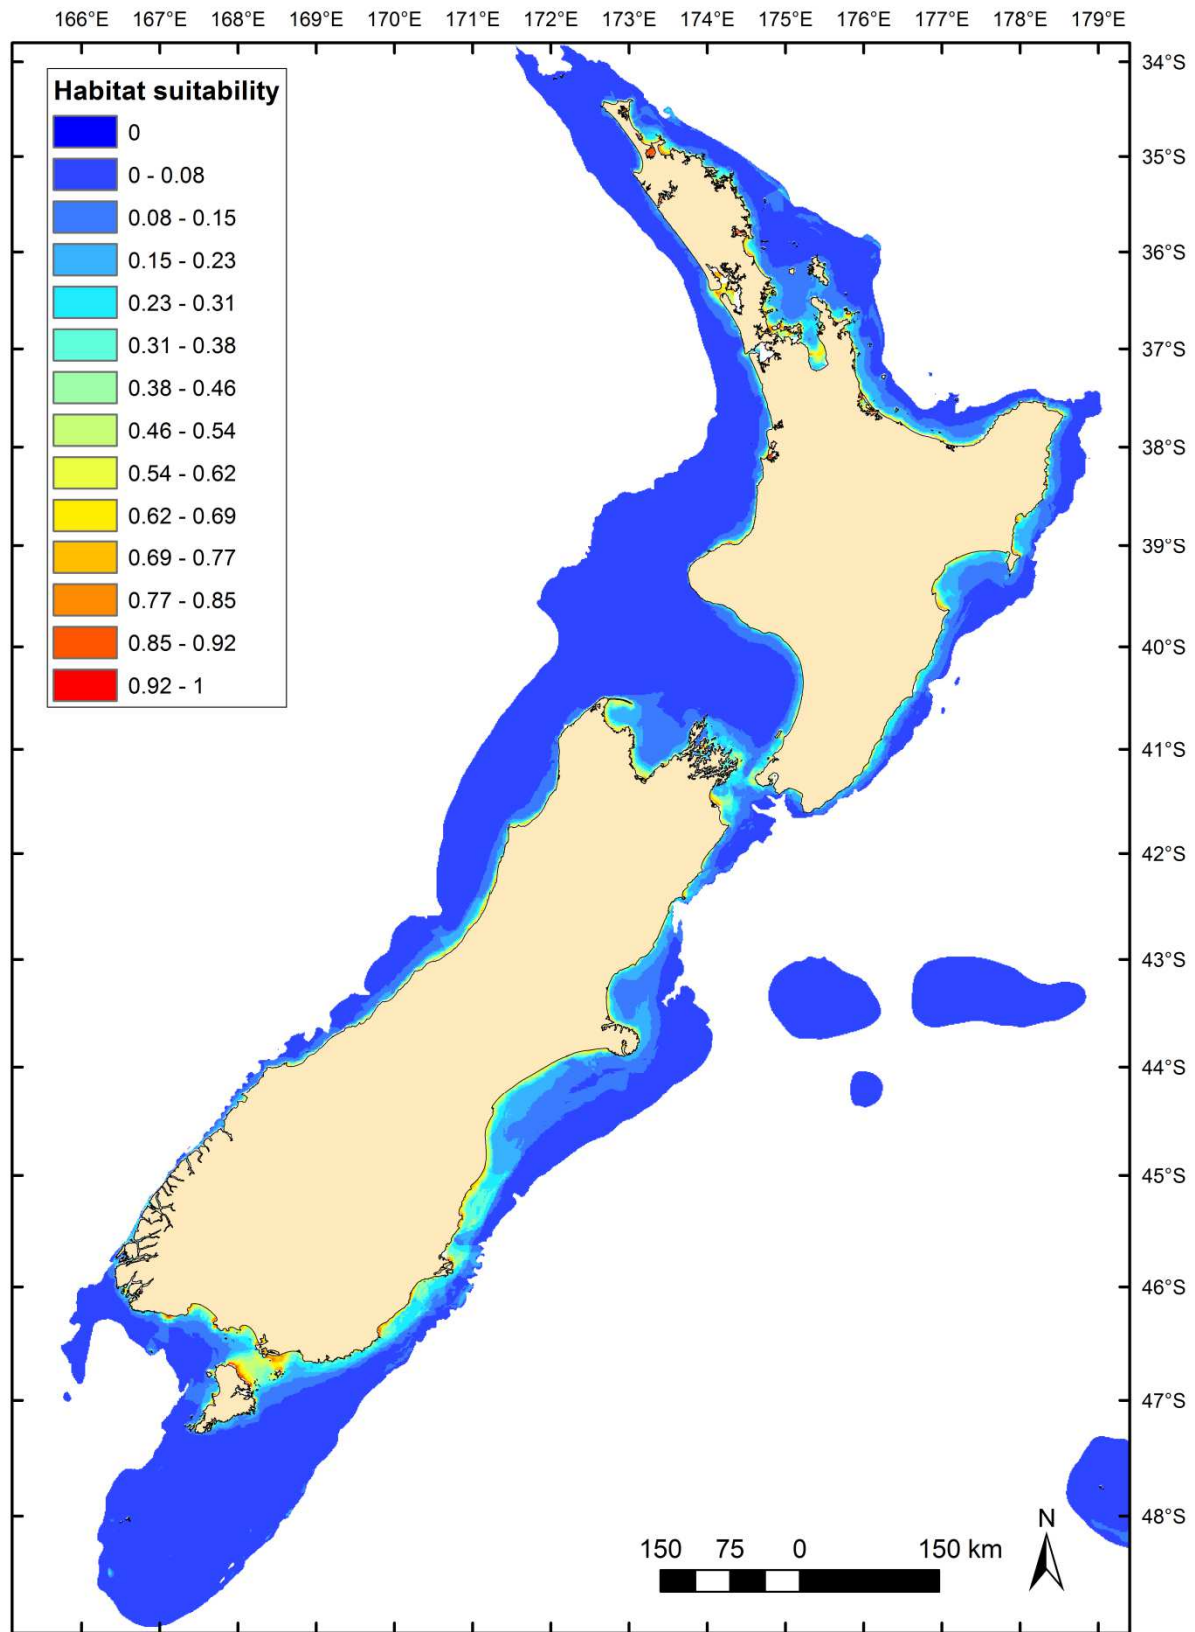 166°E 167°E 168°E 169°E 170°E 171°E 172°E 173°E 174°E 175°E 176°E 177°E 178°E 179°E
Habitat suitability
0
0 - 0.08
0.08 - 0.15
0.15 - 0.23
0.23 - 0.31
0.31 - 0.38
0.38 - 0.46
0.46 - 0.54
0.54 - 0.62
0.62 - 0.69
0.69 - 0.77
0.77 - 0.85
0.85 - 0.92
0.92 - 1
34°S
35°S
36°S
37°S
38°S
39°S
40°S
41°S
42°S
43°S
44°S
45°S
46°S
47°S
48°S
N
150 75 0 150 km